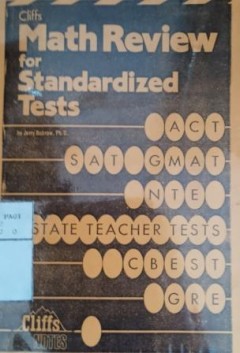 Cliffs
Math Review
for
Standardized
Tests
by Jerry Bobrow, Ph.D.
ACT
SAT GMAT
NTE
STATE TEACHER TESTS
CBEST
GRE
Cliffs
NOTES